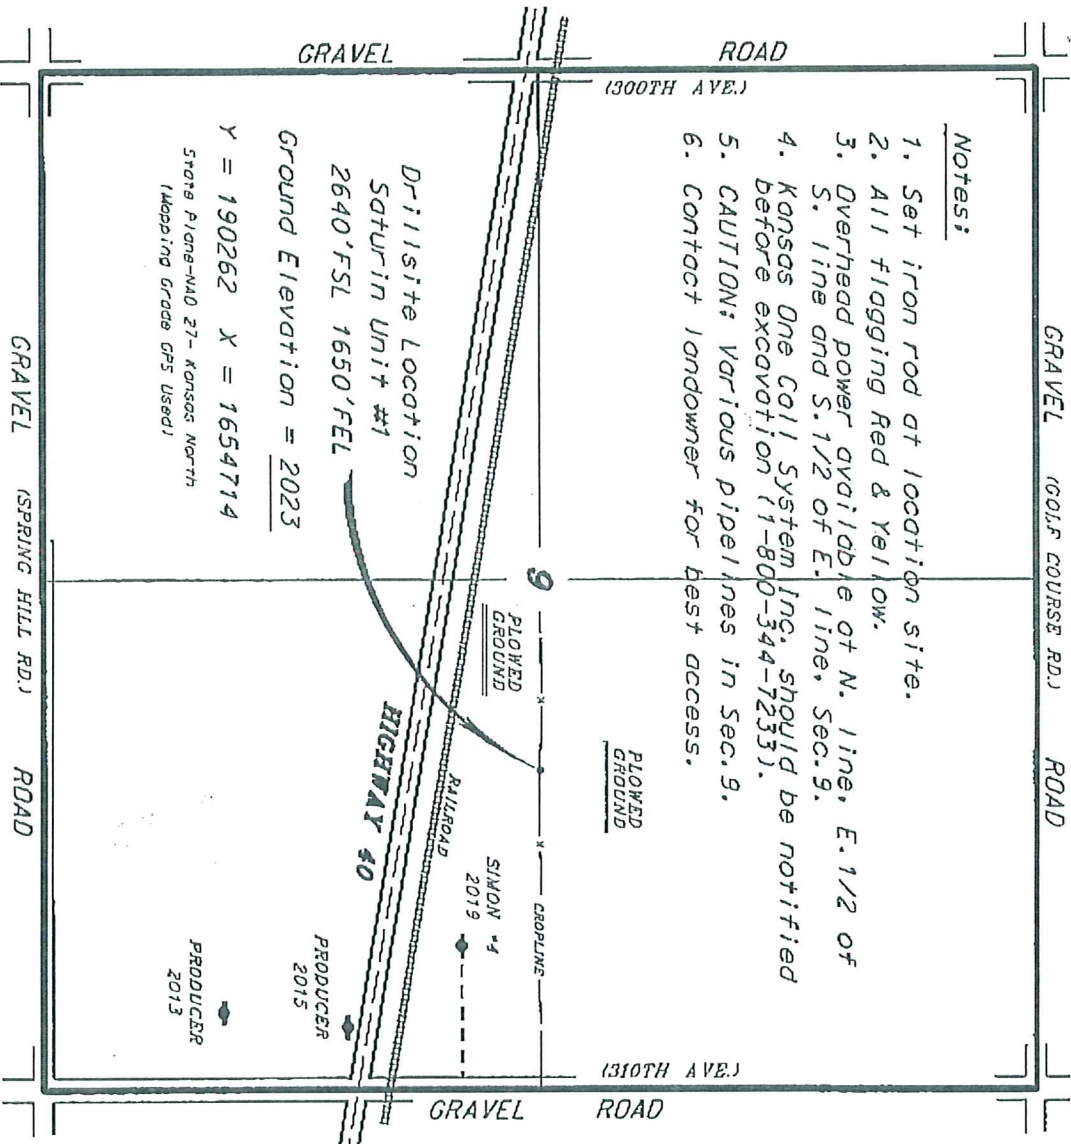 GRAVEL (GOLF COURSE RD.) ROAD
GRAVEL ROAD
(300TH AVE.)
Notes:
1. Set iron rod at location site.
2. All flagging Red & Yellow.
3. Overhead power available at N. line, E.1/2 of
S. line and S.1/2 of E. line, Sec.9.
4. Kansas One Call System Inc. should be notified
before excavation (1-800-344-7233).
5. CAUTION: Various pipelines in Sec.9.
6. Contact landowner for best access.
PLOWED
GROUND
9
PLOWED
GROUND
CROPLINE
SIMON #4
2019
RAILROAD
HIGHWAY 40
Drillsite Location
Saturin Unit #1
2640'FSL 1650'FEL
Ground Elevation = 2023
Y = 190262 X = 1654714
State Plane-NAD 27- Kansas North
(Mapping Grade GPS Used)
PRODUCER
2015
PRODUCER
2013
(310TH AVE.)
GRAVEL ROAD
GRAVEL (SPRING HILL RD.) ROAD